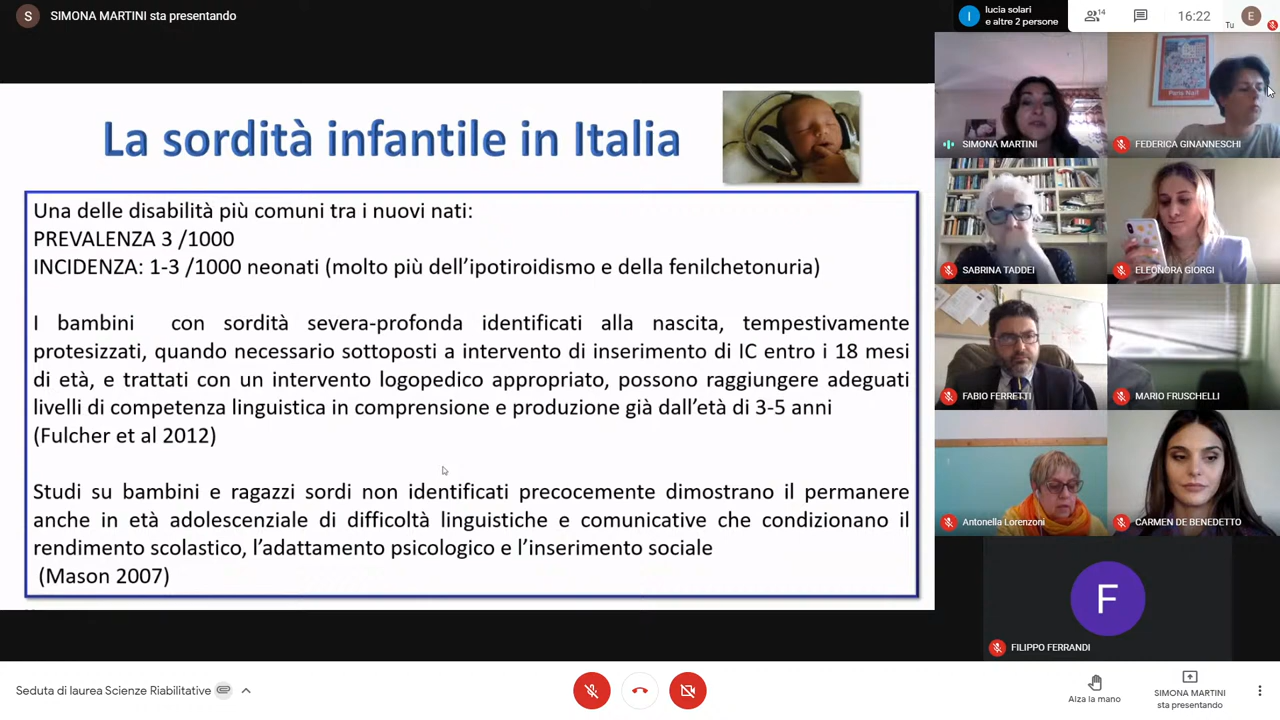 S SIMONA MARTINI sta presentando
I lucia solari
e altre 2 persone
14
16:22
Tu
E
La sordità infantile in Italia
Una delle disabilità più comuni tra i nuovi nati:
PREVALENZA 3 /1000
INCIDENZA: 1-3 /1000 neonati (molto più dell’ipotiroidismo e della fenilchetonuria)
I bambini con sordità severa-profonda identificati alla nascita, tempestivamente
protesizzati, quando necessario sottoposti a intervento di inserimento di IC entro i 18 mesi
di età, e trattati con un intervento logopedico appropriato, possono raggiungere adeguati
livelli di competenza linguistica in comprensione e produzione già dall’età di 3-5 anni
(Fulcher et al 2012)
Studi su bambini e ragazzi sordi non identificati precocemente dimostrano il permanere
anche in età adolescenziale di difficoltà linguistiche e comunicative che condizionano il
rendimento scolastico, l’adattamento psicologico e l’inserimento sociale
(Mason 2007)
Paris Nord
SIMONA MARTINI
FEDERICA GINANNESCHI
SABRINA TADDEI
ELEONORA GIORGI
FABIO FERRETTI
MARIO FRUSCHELLI
Antonella Lorenzoni
CARMEN DE BENEDETTO
F
FILIPPO FERRANDI
Seduta di laurea Scienze Riabilitative
Alza la mano
SIMONA MARTINI
sta presentando